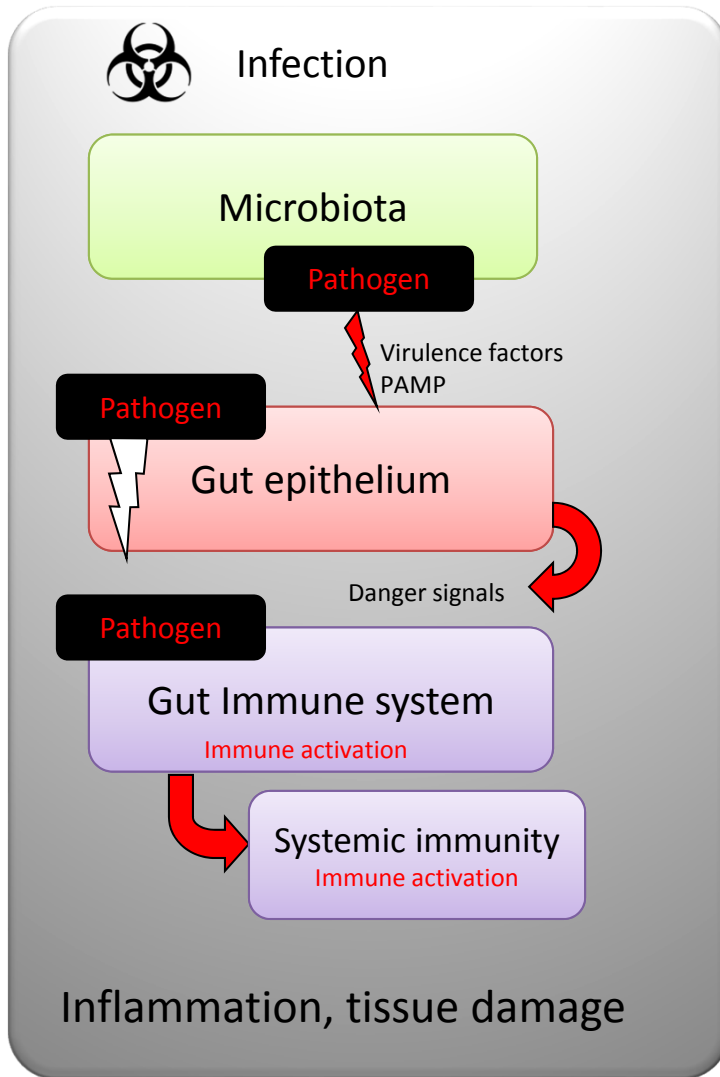 Infection
Microbiota
Pathogen
Virulence factors
PAMP
Pathogen
Gut epithelium
Danger signals
Pathogen
Gut Immune system
Immune activation
Systemic immunity
Immune activation
Inflammation, tissue damage